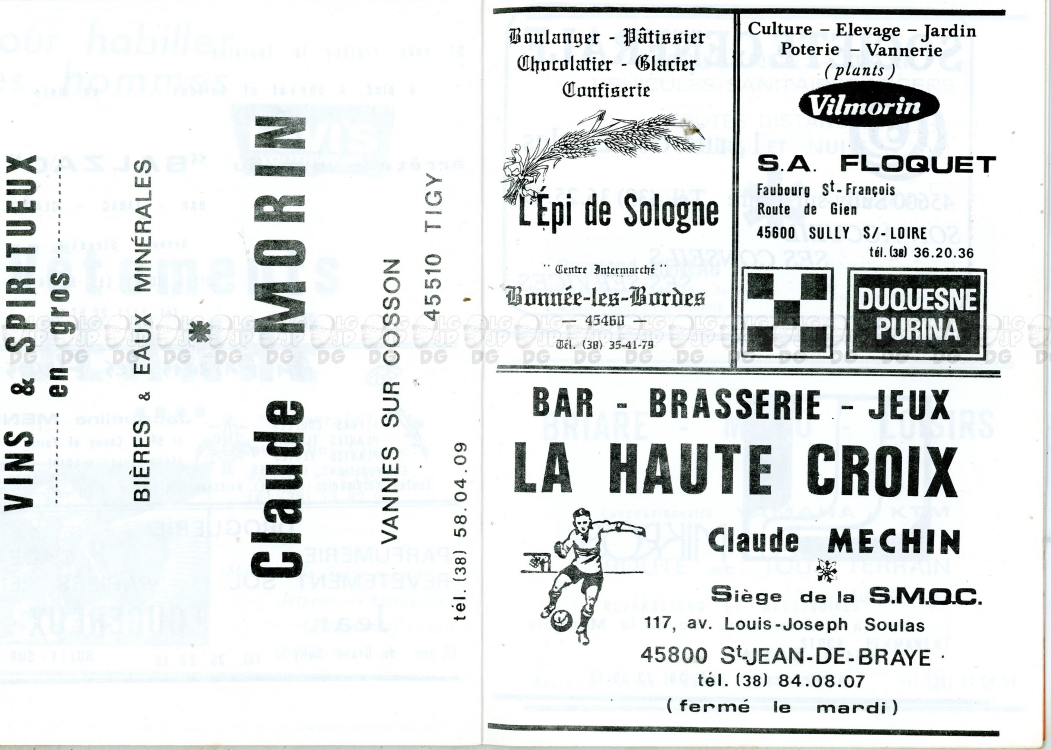 VINS & SPIRITUEUX
en gros
BIÈRES & EAUX MINÉRALES
Claude MORIN
VANNES SUR COSSON
45510 TIGY
tél. (38) 58.04.09
Boulanger - Pâtissier
Chocolatier - Glacier
Confiserie
L'Épi de Sologne
"Centre Intermarché"
Bonnée-les-Bordes
— 45460 —
Tél. (38) 35-41-79
Culture - Elevage - Jardin
Poterie - Vannerie
(plants)
Vilmorin
S.A. FLOQUET
Faubourg St-François
Route de Gien
45600 SULLY S/- LOIRE
tél. (38) 36.20.36
DUQUESNE
PURINA
BAR - BRASSERIE - JEUX
LA HAUTE CROIX
Claude MECHIN
Siège de la S.M.O.C.
117, av. Louis-Joseph Soulas
45800 St-JEAN-DE-BRAYE
tél. (38) 84.08.07
(fermé le mardi)